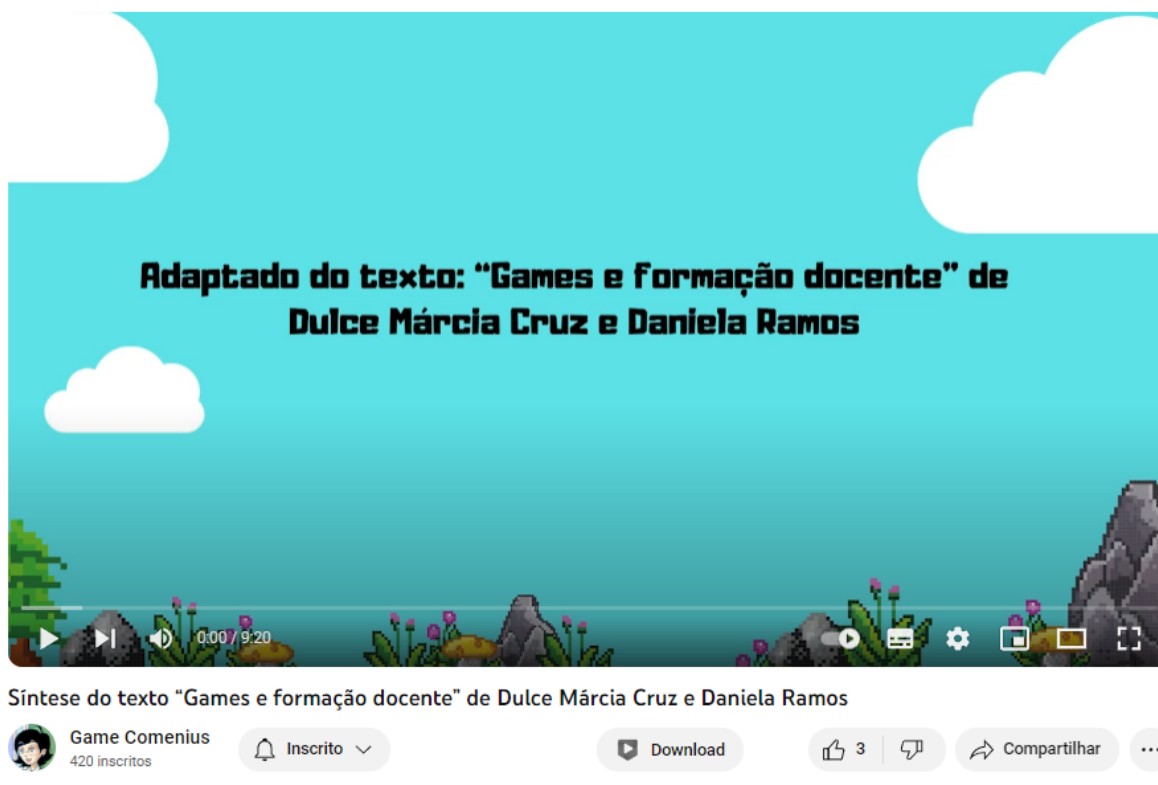 Adaptado do texto: “Games e formação docente” de
Dulce Márcia Cruz e Daniela Ramos
0:00 / 9:20
Síntese do texto “Games e formação docente” de Dulce Márcia Cruz e Daniela Ramos
Game Comenius
420 inscritos
Inscrito
Download
3
Compartilhar